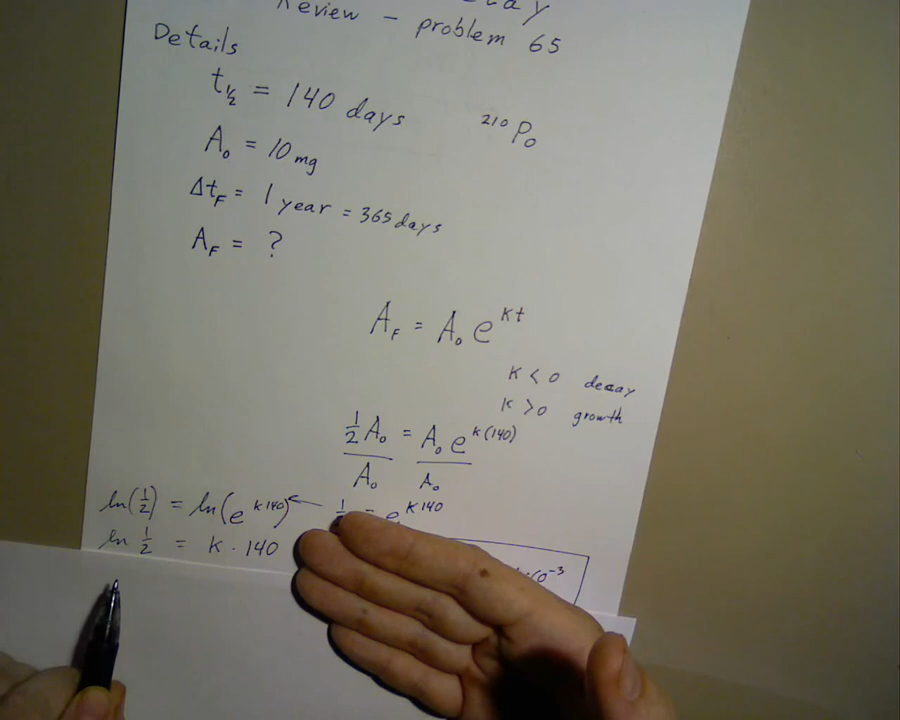 Review - problem 65
Details
t½ = 140 days
²¹⁰Po
A₀ = 10 mg
Δt_F = 1 year = 365 days
A_F = ?
A_F = A₀ e^kt
K < 0 decay
K > 0 growth
½A₀ / A₀ = A₀ e^k(140) / A₀
ln(½) = ln(e^k140) ← = e^k140
ln ½ = K · 140
10⁻³